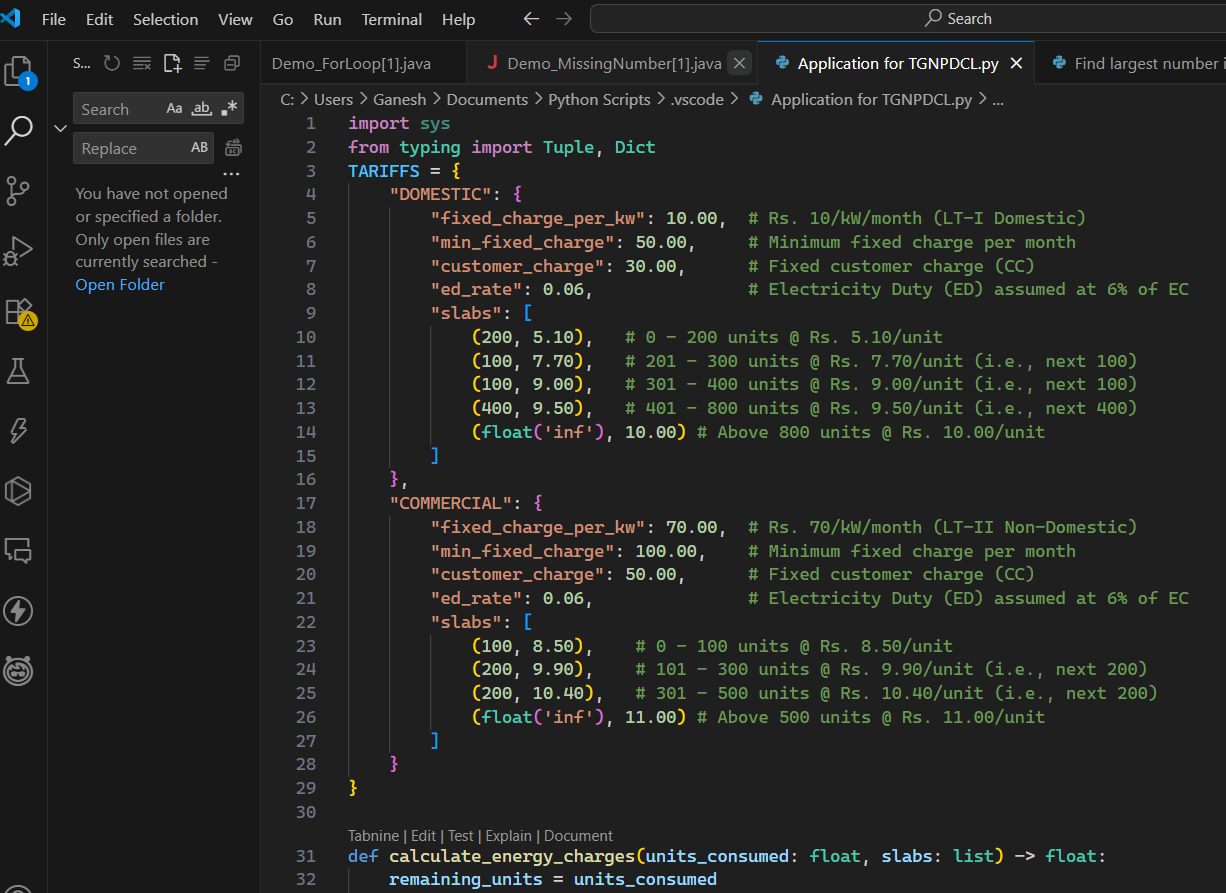 File Edit Selection View Go Run Terminal Help Search
S... Demo_ForLoop[1].java J Demo_MissingNumber[1].java Application for TGNPDCL.py Find largest number i
C: > Users > Ganesh > Documents > Python Scripts > .vscode > Application for TGNPDCL.py > ...
1
Search Aa ab .*
Replace AB
...
You have not opened
or specified a folder.
Only open files are
currently searched -
Open Folder
1 import sys
2 from typing import Tuple, Dict
3 TARIFFS = {
4     "DOMESTIC": {
5         "fixed_charge_per_kw": 10.00,  # Rs. 10/kW/month (LT-I Domestic)
6         "min_fixed_charge": 50.00,     # Minimum fixed charge per month
7         "customer_charge": 30.00,      # Fixed customer charge (CC)
8         "ed_rate": 0.06,               # Electricity Duty (ED) assumed at 6% of EC
9         "slabs": [
10             (200, 5.10),   # 0 - 200 units @ Rs. 5.10/unit
11             (100, 7.70),   # 201 - 300 units @ Rs. 7.70/unit (i.e., next 100)
12             (100, 9.00),   # 301 - 400 units @ Rs. 9.00/unit (i.e., next 100)
13             (400, 9.50),   # 401 - 800 units @ Rs. 9.50/unit (i.e., next 400)
14             (float('inf'), 10.00) # Above 800 units @ Rs. 10.00/unit
15         ]
16     },
17     "COMMERCIAL": {
18         "fixed_charge_per_kw": 70.00,  # Rs. 70/kW/month (LT-II Non-Domestic)
19         "min_fixed_charge": 100.00,    # Minimum fixed charge per month
20         "customer_charge": 50.00,      # Fixed customer charge (CC)
21         "ed_rate": 0.06,               # Electricity Duty (ED) assumed at 6% of EC
22         "slabs": [
23             (100, 8.50),    # 0 - 100 units @ Rs. 8.50/unit
24             (200, 9.90),    # 101 - 300 units @ Rs. 9.90/unit (i.e., next 200)
25             (200, 10.40),   # 301 - 500 units @ Rs. 10.40/unit (i.e., next 200)
26             (float('inf'), 11.00) # Above 500 units @ Rs. 11.00/unit
27         ]
28     }
29 }
30
Tabnine | Edit | Test | Explain | Document
31 def calculate_energy_charges(units_consumed: float, slabs: list) -> float:
32     remaining_units = units_consumed